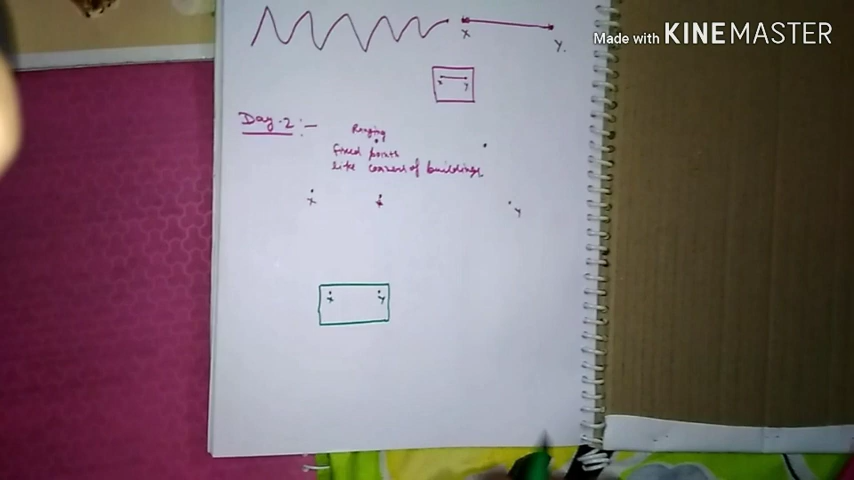 Made with KINEMASTER
X
Y.
X Y
Day-2:-
Ranging
fixed points
like corners of buildings.
X
X
Y
X Y